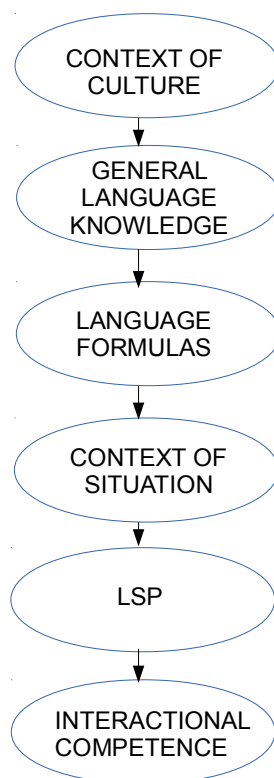 CONTEXT OF
CULTURE
GENERAL
LANGUAGE
KNOWLEDGE
LANGUAGE
FORMULAS
CONTEXT OF
SITUATION
LSP
INTERACTIONAL
COMPETENCE